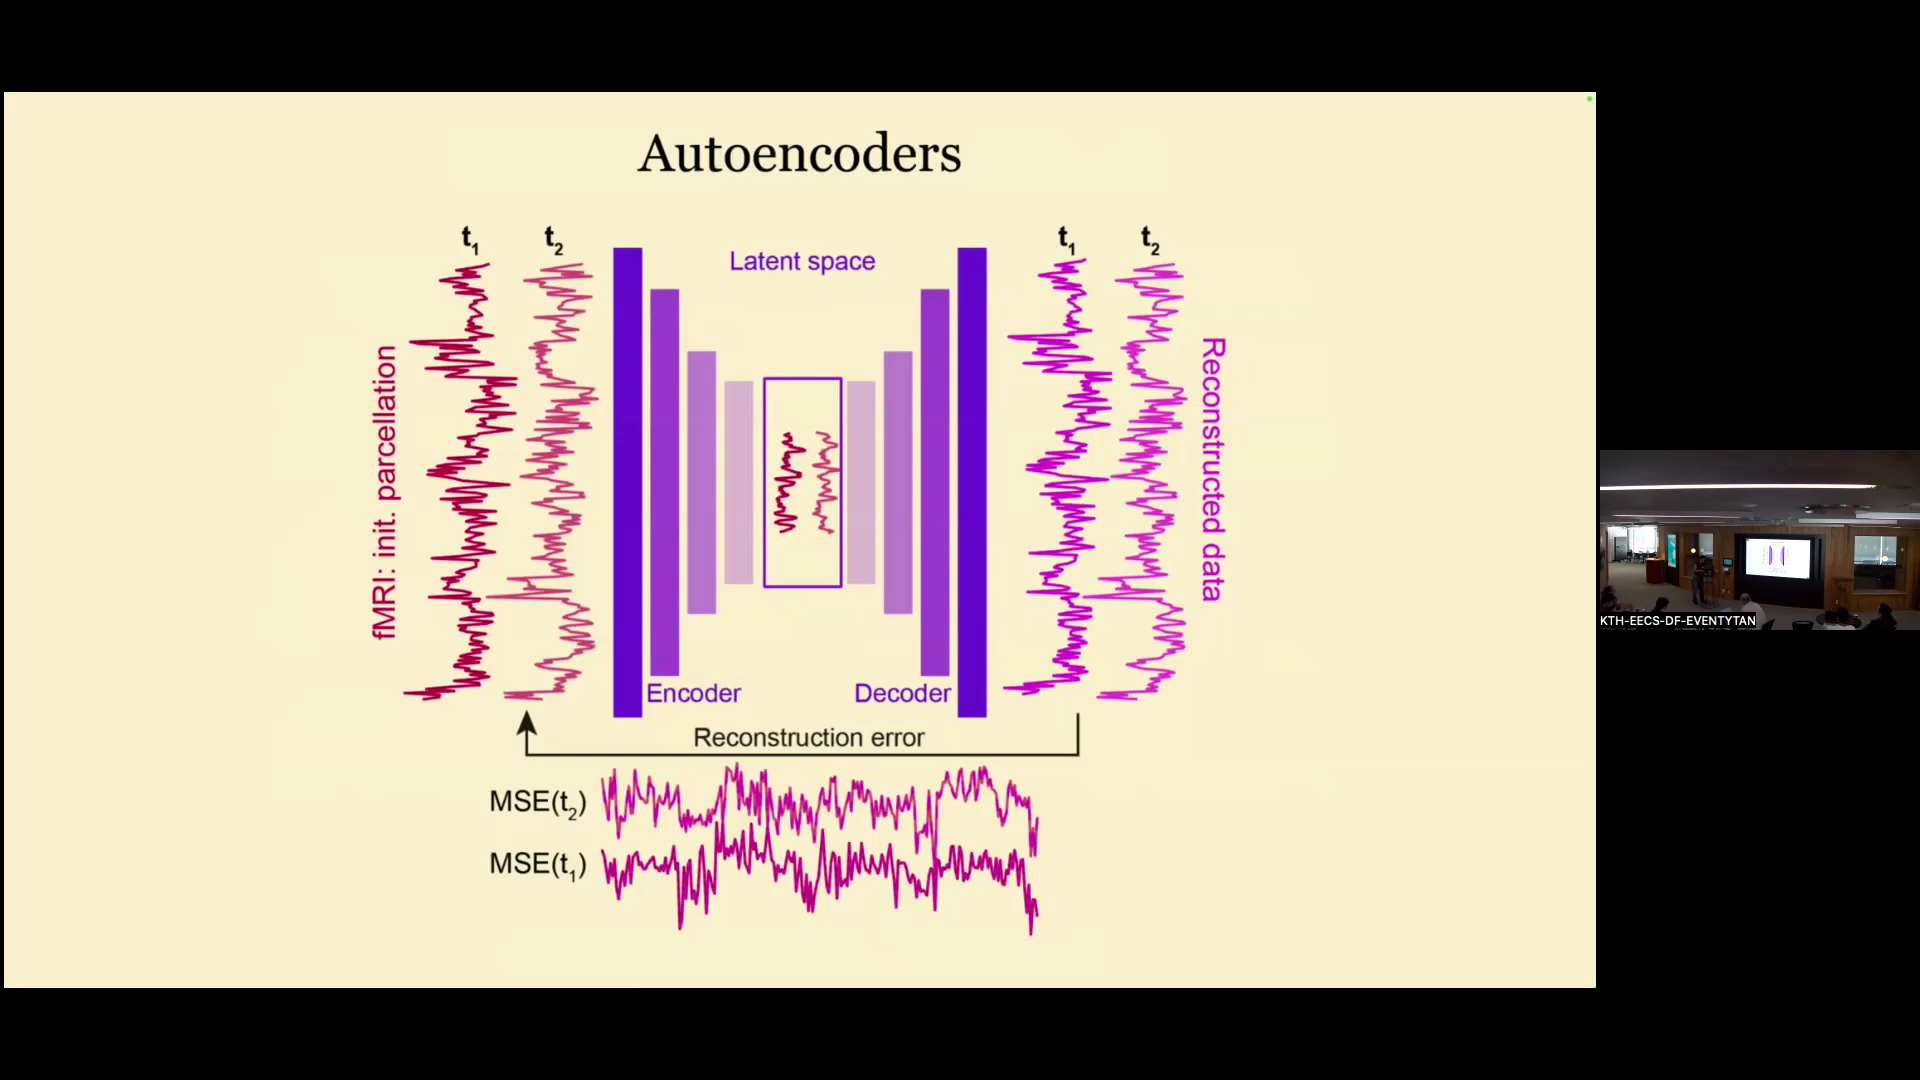 Autoencoders
t1
t2
Latent space
t1
t2
fMRI: init. parcellation
Reconstructed data
Encoder
Decoder
Reconstruction error
MSE(t2)
MSE(t1)
KTH-EECS-DF-EVENTYTAN